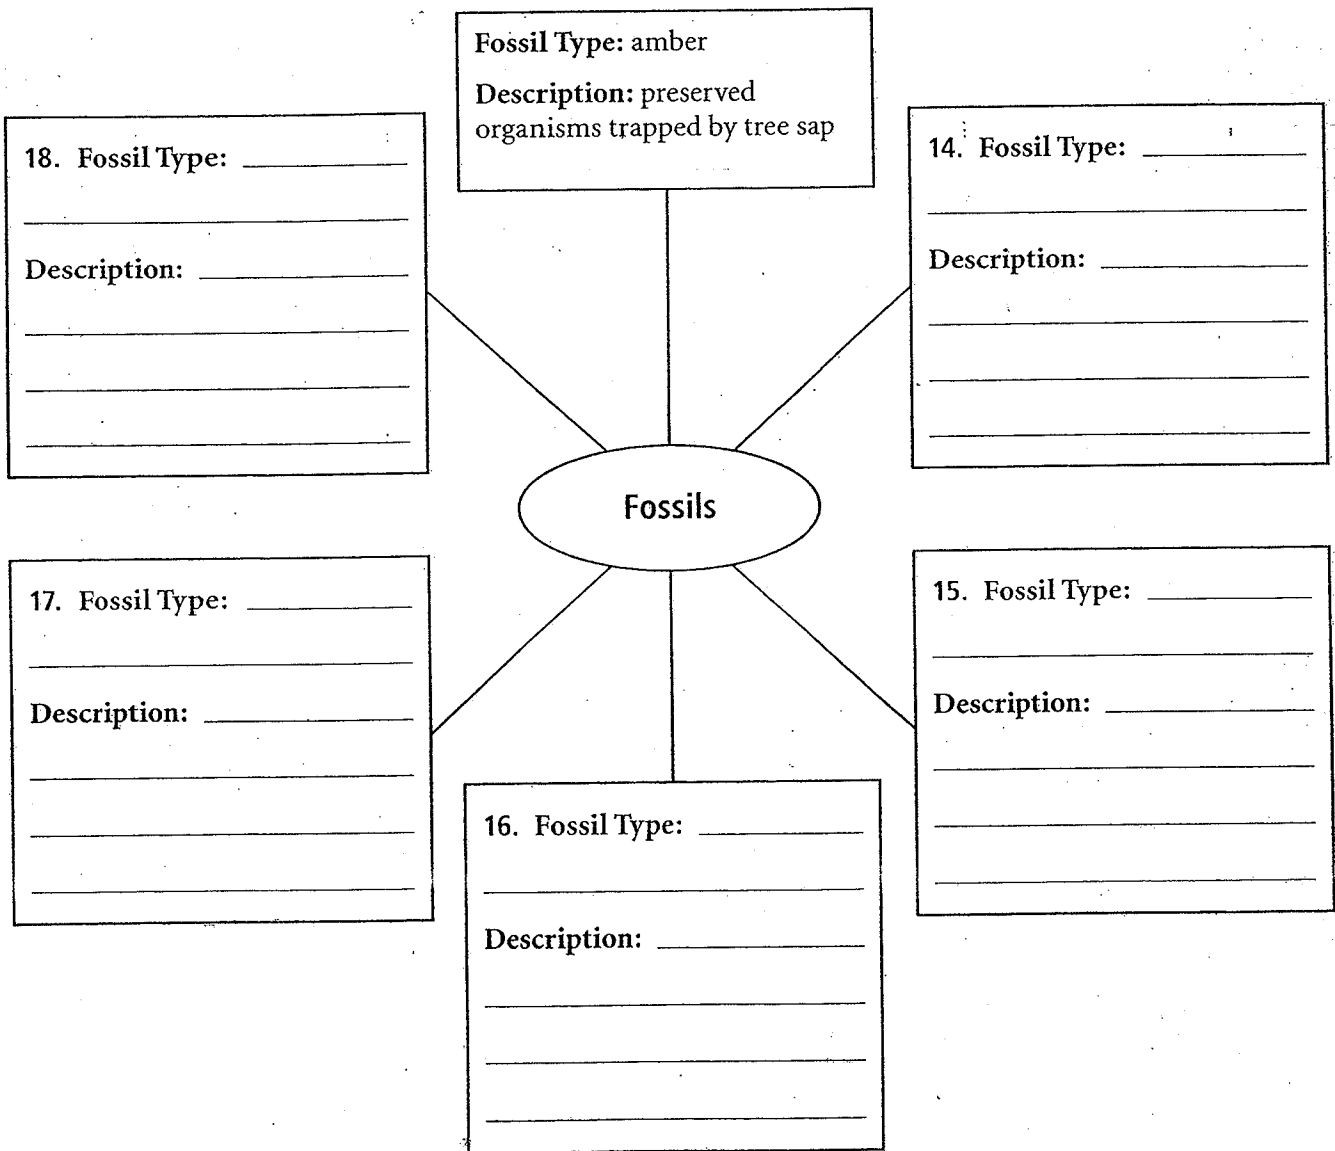 Fossil Type: amber
Description: preserved
organisms trapped by tree sap
18. Fossil Type:
Description:
14. Fossil Type:
Description:
Fossils
17. Fossil Type:
Description:
15. Fossil Type:
Description:
16. Fossil Type:
Description: